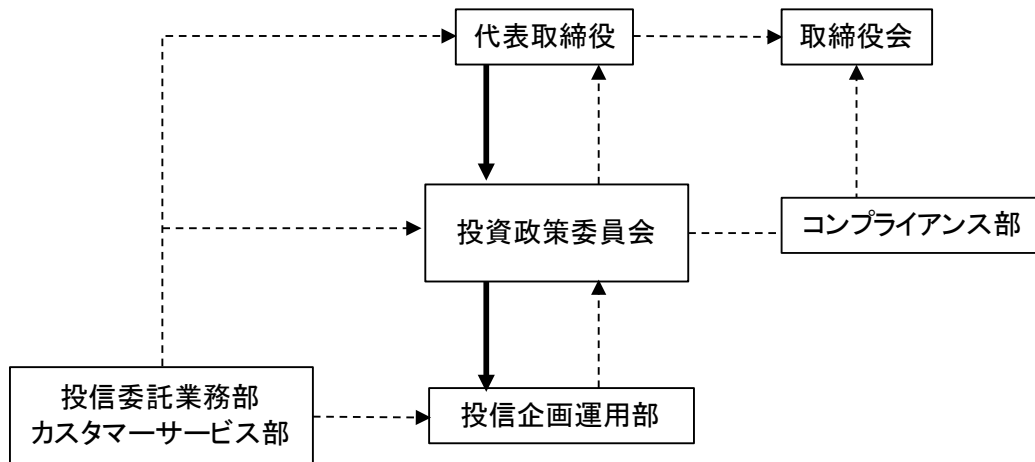 代表取締役
取締役会
投資政策委員会
コンプライアンス部
投信委託業務部
カスタマーサービス部
投信企画運用部